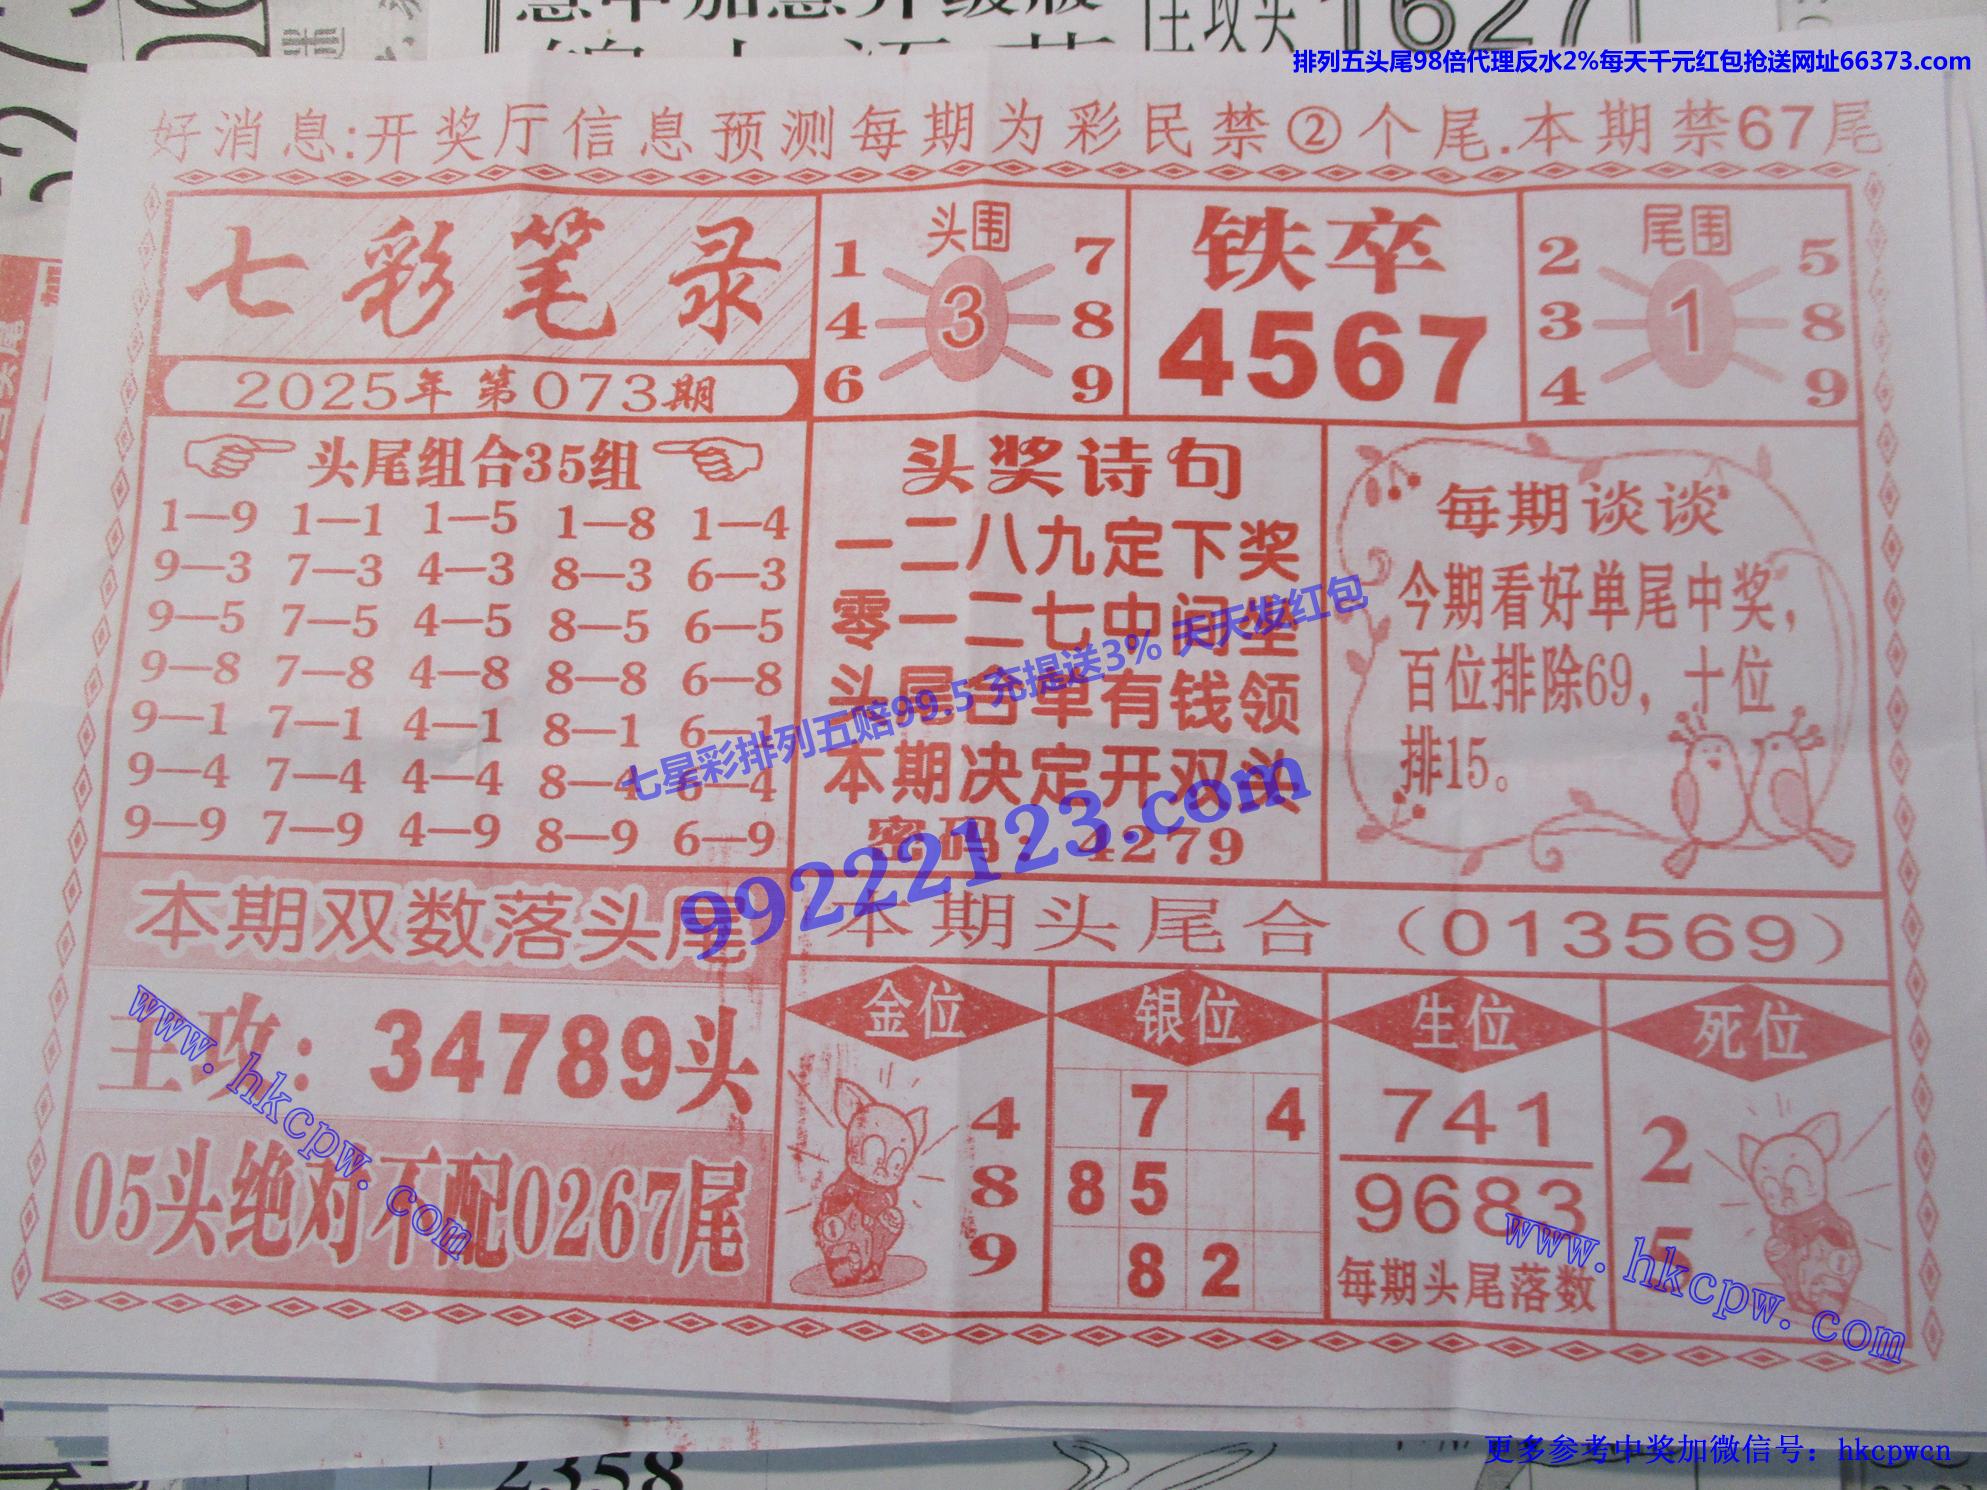 排列五头尾98倍代理反水2%每天千元红包抢送网址66373.com
好消息:开奖厅信息预测每期为彩民禁②个尾.本期禁67尾
七彩笔录
2025年第073期
头围
1 7
4 3 8
6 9
铁卒
4567
尾围
2 5
3 1 8
4 9
头尾组合35组
1—9 1—1 1—5 1—8 1—4
9—3 7—3 4—3 8—3 6—3
9—5 7—5 4—5 8—5 6—5
9—8 7—8 4—8 8—8 6—8
9—1 7—1 4—1 8—1 6—1
9—4 7—4 4—4 8—4 6—4
9—9 7—9 4—9 8—9 6—9
头奖诗句
一二八九定下奖
零一二七中间坐
头尾合单有钱领
本期决定开双头
密码：4279
每期谈谈
今期看好单尾中奖，
百位排除69，十位
排15。
七星彩排列五赔99.5 充提送3% 天天发红包
99222123.com
本期双数落头尾
主攻：34789头
05头绝对不配0267尾
本期头尾合（013569）
金位
4
8
9
银位
7 4
85
82
生位
741
9683
每期头尾落数
死位
2
5
www.hkcpw.com
www.hkcpw.com
2358
更多参考中奖加微信号：hkcpwcn